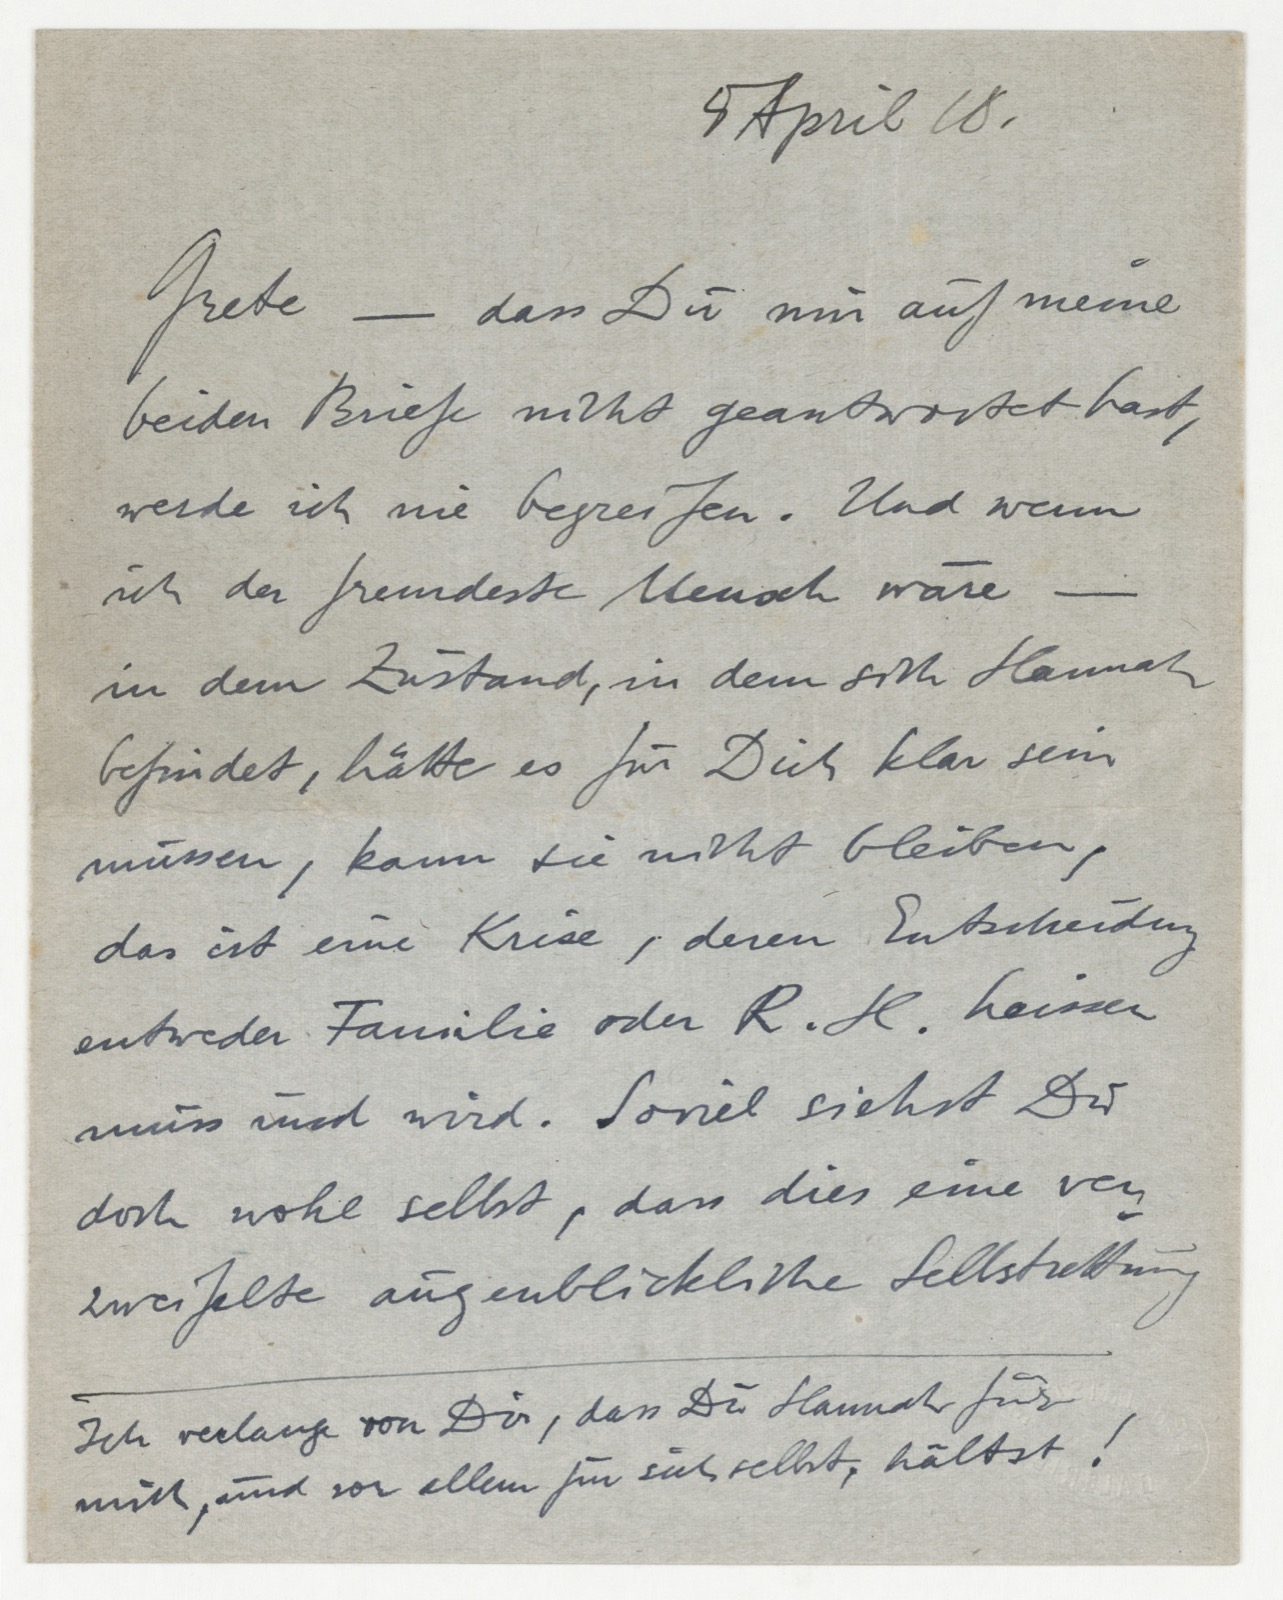 5 April 18.
Grete — dass Du mir auf meine
beiden Briefe nicht geantwortet hast,
werde ich nie begreifen. Und wenn
ich der fremdeste Mensch wäre —
in dem Zustand, in dem sich Hannah
befindet, hätte es für Dich klar sein
müssen, kann sie nicht bleiben,
das ist eine Krise, deren Entscheidung
entweder Familie oder R. H. heissen
muss und wird. Soviel siehst Du
doch wohl selbst, dass dies eine ver-
zweifelte augenblickliche Selbstrettung
Ich verlange von Dir, dass Du Hannah für
mich, und vor allem für sich selbst, hältst!